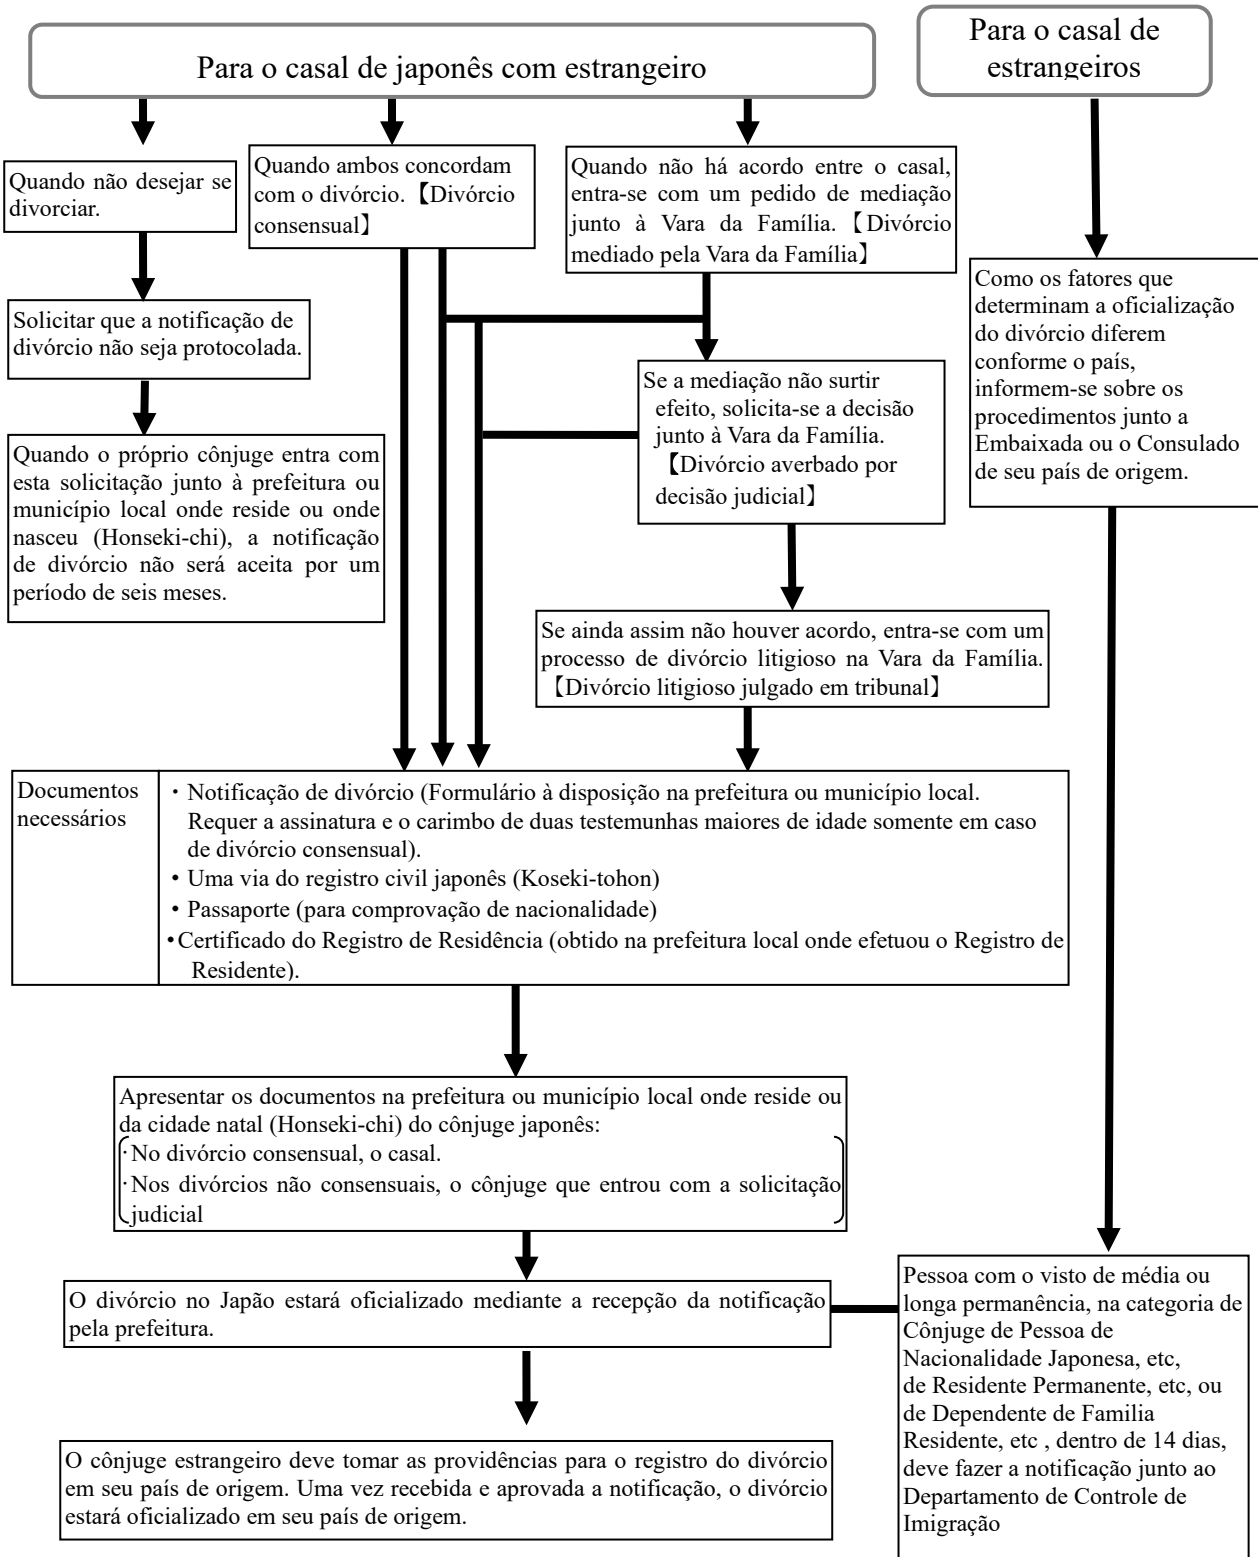 Para o casal de japonês com estrangeiro
Para o casal de
estrangeiros
Quando não desejar se
divorciar.
Quando ambos concordam
com o divórcio.【Divórcio
consensual】
Quando não há acordo entre o casal,
entra-se com um pedido de mediação
junto à Vara da Família.【Divórcio
mediado pela Vara da Família】
Como os fatores que
determinam a oficialização
do divórcio diferem
conforme o país,
informem-se sobre os
procedimentos junto a
Embaixada ou o Consulado
de seu país de origem.
Solicitar que a notificação de
divórcio não seja protocolada.
Se a mediação não surtir
efeito, solicita-se a decisão
junto à Vara da Família.
【Divórcio averbado por
decisão judicial】
Quando o próprio cônjuge entra com
esta solicitação junto à prefeitura ou
município local onde reside ou onde
nasceu (Honseki-chi), a notificação
de divórcio não será aceita por um
período de seis meses.
Se ainda assim não houver acordo, entra-se com um
processo de divórcio litigioso na Vara da Família.
【Divórcio litigioso julgado em tribunal】
Documentos
necessários
・Notificação de divórcio (Formulário à disposição na prefeitura ou município local.
Requer a assinatura e o carimbo de duas testemunhas maiores de idade somente em caso
de divórcio consensual).
・Uma via do registro civil japonês (Koseki-tohon)
・Passaporte (para comprovação de nacionalidade)
・Certificado do Registro de Residência (obtido na prefeitura local onde efetuou o Registro de
Residente).
Apresentar os documentos na prefeitura ou município local onde reside ou
da cidade natal (Honseki-chi) do cônjuge japonês:
・No divórcio consensual, o casal.
・Nos divórcios não consensuais, o cônjuge que entrou com a solicitação
judicial
O divórcio no Japão estará oficializado mediante a recepção da notificação
pela prefeitura.
Pessoa com o visto de média ou
longa permanência, na categoria de
Cônjuge de Pessoa de
Nacionalidade Japonesa, etc,
de Residente Permanente, etc, ou
de Dependente de Familia
Residente, etc , dentro de 14 dias,
deve fazer a notificação junto ao
Departamento de Controle de
Imigração
O cônjuge estrangeiro deve tomar as providências para o registro do divórcio
em seu país de origem. Uma vez recebida e aprovada a notificação, o divórcio
estará oficializado em seu país de origem.